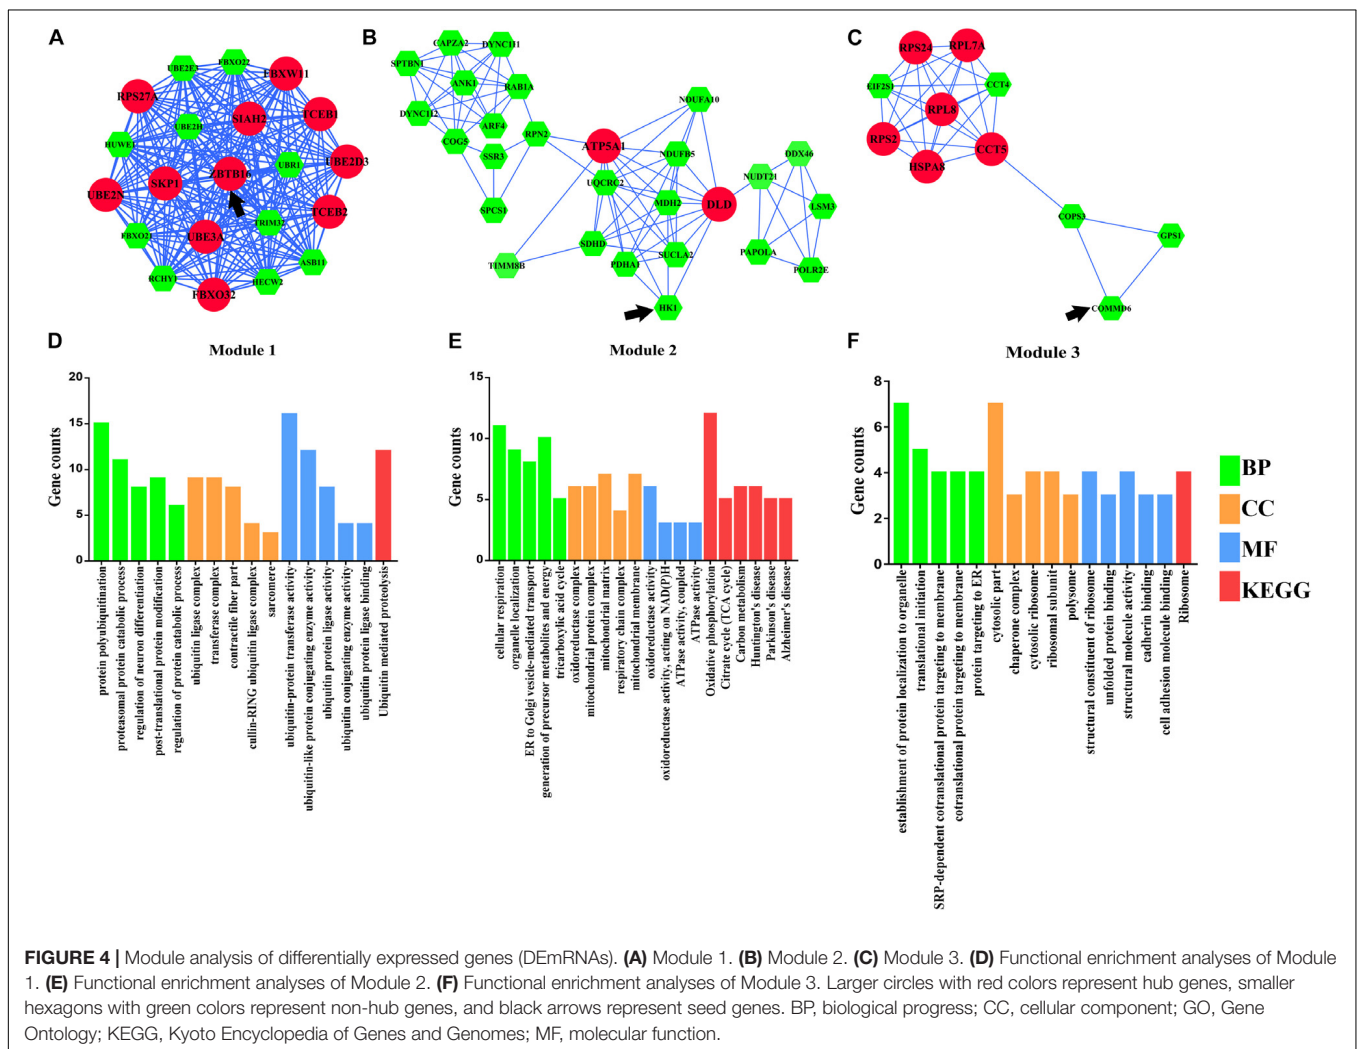 A
B
C
FBXO22
UBE2E3
FBXW11
RPS27A
SIAH2
TCEB1
UBE2H
HUWE1
UBR1
UBE2D3
ZBTB16
SKP1
UBE2N
TCEB2
TRIM32
FBXO21
UBE3A
ASB11
RCHY1
HECW2
FBXO32
CAPZA2
DYNC1I1
SPTBN1
ANK1
RAB1A
DYNC1I2
ARF4
COG5
RPN2
SSR3
SPCS1
NDUFA10
ATP5A1
NDUFB5
UQCRC2
MDH2
DLD
SDHD
SUCLA2
PDHA1
TIMM8B
HK1
DDX46
NUDT21
LSM3
PAPOLA
POLR2E
RPS24
RPL7A
EIF2S1
CCT4
RPL8
RPS2
CCT5
HSPA8
COPS3
GPS1
COMMD6
D
Module 1
Gene counts
20
15
10
5
0
protein polyubiquitination
proteasomal protein catabolic process
regulation of neuron differentiation
post-translational protein modification
regulation of protein catabolic process
ubiquitin ligase complex
transferase complex
contractile fiber part
cullin-RING ubiquitin ligase complex
sarcomere
ubiquitin-protein transferase activity
ubiquitin-like protein conjugating enzyme activity
ubiquitin protein ligase activity
ubiquitin conjugating enzyme activity
ubiquitin protein ligase binding
Ubiquitin mediated proteolysis
E
Module 2
Gene counts
15
10
5
0
cellular respiration
organelle localization
ER to Golgi vesicle-mediated transport
generation of precursor metabolites and energy
tricarboxylic acid cycle
oxidoreductase complex
mitochondrial protein complex
mitochondrial matrix
respiratory chain complex
mitochondrial membrane
oxidoreductase activity
oxidoreductase activity, acting on NAD(P)H
ATPase activity, coupled
ATPase activity
Oxidative phosphorylation
Citrate cycle (TCA cycle)
Carbon metabolism
Huntington's disease
Parkinson's disease
Alzheimer's disease
F
Module 3
Gene counts
8
6
4
2
0
establishment of protein localization to organelle
translational initiation
SRP-dependent cotranslational protein targeting to membrane
cotranslational protein targeting to membrane
protein targeting to ER
cytosolic part
chaperone complex
cytosolic ribosome
ribosomal subunit
polysome
structural constituent of ribosome
unfolded protein binding
structural molecule activity
cadherin binding
cell adhesion molecule binding
Ribosome
BP
CC
MF
KEGG
FIGURE 4 | Module analysis of differentially expressed genes (DEmRNAs). (A) Module 1. (B) Module 2. (C) Module 3. (D) Functional enrichment analyses of Module
1. (E) Functional enrichment analyses of Module 2. (F) Functional enrichment analyses of Module 3. Larger circles with red colors represent hub genes, smaller
hexagons with green colors represent non-hub genes, and black arrows represent seed genes. BP, biological progress; CC, cellular component; GO, Gene
Ontology; KEGG, Kyoto Encyclopedia of Genes and Genomes; MF, molecular function.